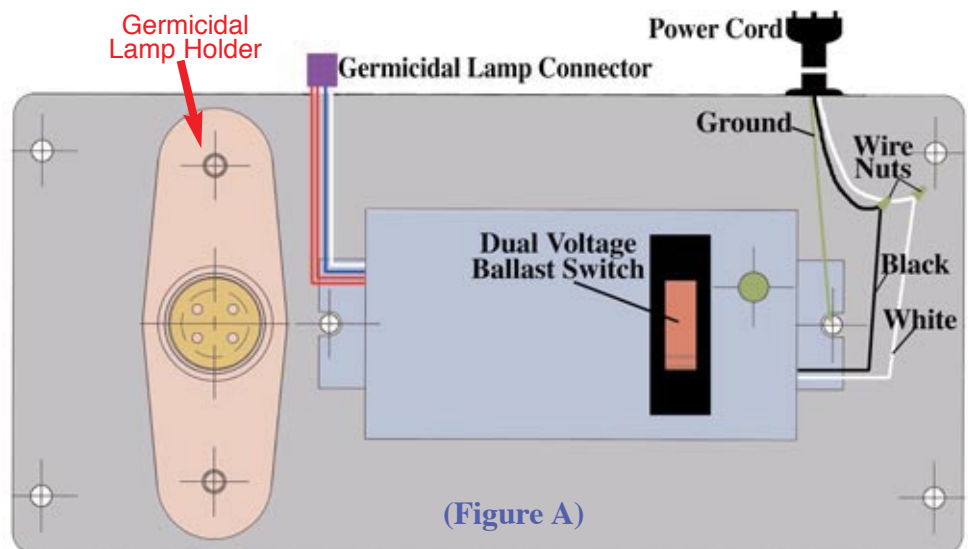 Germicidal
Lamp Holder
Germicidal Lamp Connector
Power Cord
Ground
Wire
Nuts
Dual Voltage
Ballast Switch
Black
White
(Figure A)